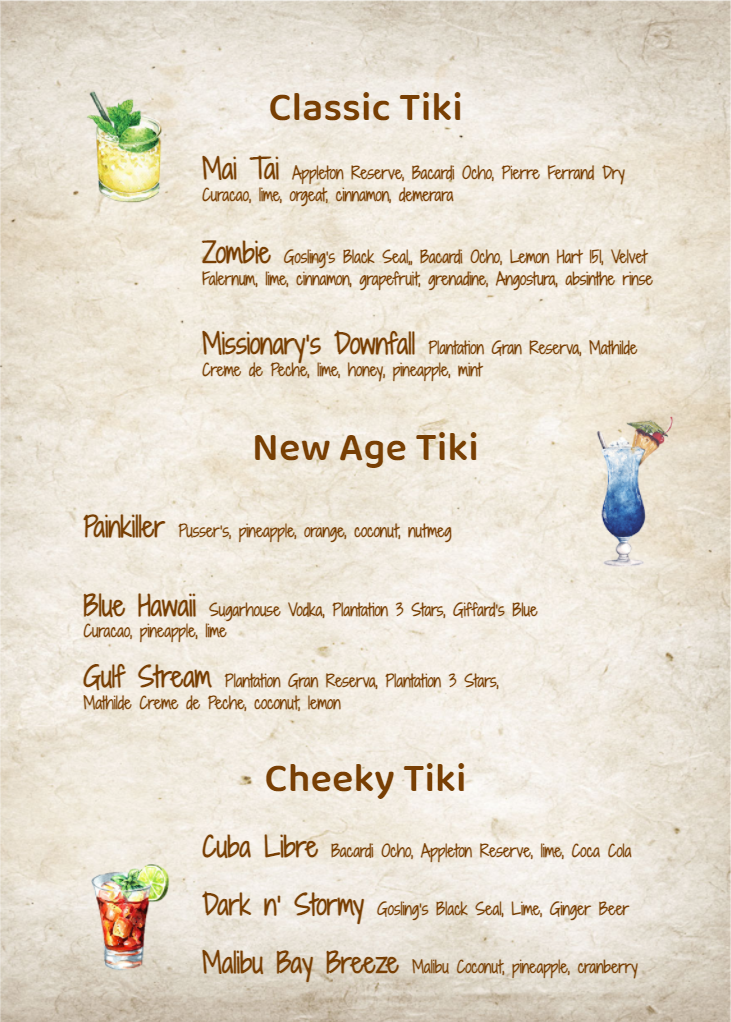 Classic Tiki
Mai Tai Appleton Reserve, Bacardi Ocho, Pierre Ferrand Dry
Curacao, lime, orgeat, cinnamon, demerara
Zombie Gosling's Black Seal,, Bacardi Ocho, Lemon Hart 151, Velvet
Falernum, lime, cinnamon, grapefruit, grenadine, Angostura, absinthe rinse
Missionary's Downfall Plantation Gran Reserva, Mathilde
Creme de Peche, lime, honey, pineapple, mint
New Age Tiki
Painkiller Pusser's, pineapple, orange, coconut, nutmeg
Blue Hawaii Sugarhouse Vodka, Plantation 3 Stars, Giffard's Blue
Curacao, pineapple, lime
Gulf Stream Plantation Gran Reserva, Plantation 3 Stars,
Mathilde Creme de Peche, coconut, lemon
Cheeky Tiki
Cuba Libre Bacardi Ocho, Appleton Reserve, lime, Coca Cola
Dark n' Stormy Gosling's Black Seal, Lime, Ginger Beer
Malibu Bay Breeze Malibu Coconut, pineapple, cranberry